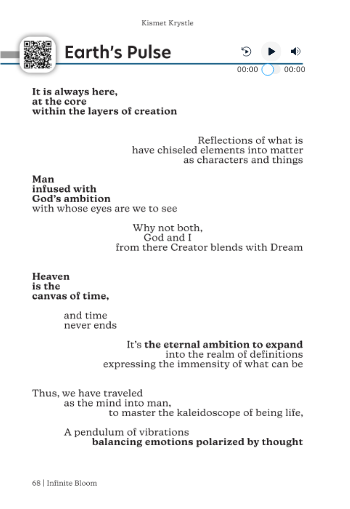 Kismet Krystle
Earth's Pulse
00:00 00:00
It is always here,
at the core
within the layers of creation
Reflections of what is
have chiseled elements into matter
as characters and things
Man
infused with
God's ambition
with whose eyes are we to see
Why not both,
God and I
from there Creator blends with Dream
Heaven
is the
canvas of time,
and time
never ends
It's the eternal ambition to expand
into the realm of definitions
expressing the immensity of what can be
Thus, we have traveled
as the mind into man,
to master the kaleidoscope of being life,
A pendulum of vibrations
balancing emotions polarized by thought
68 | Infinite Bloom